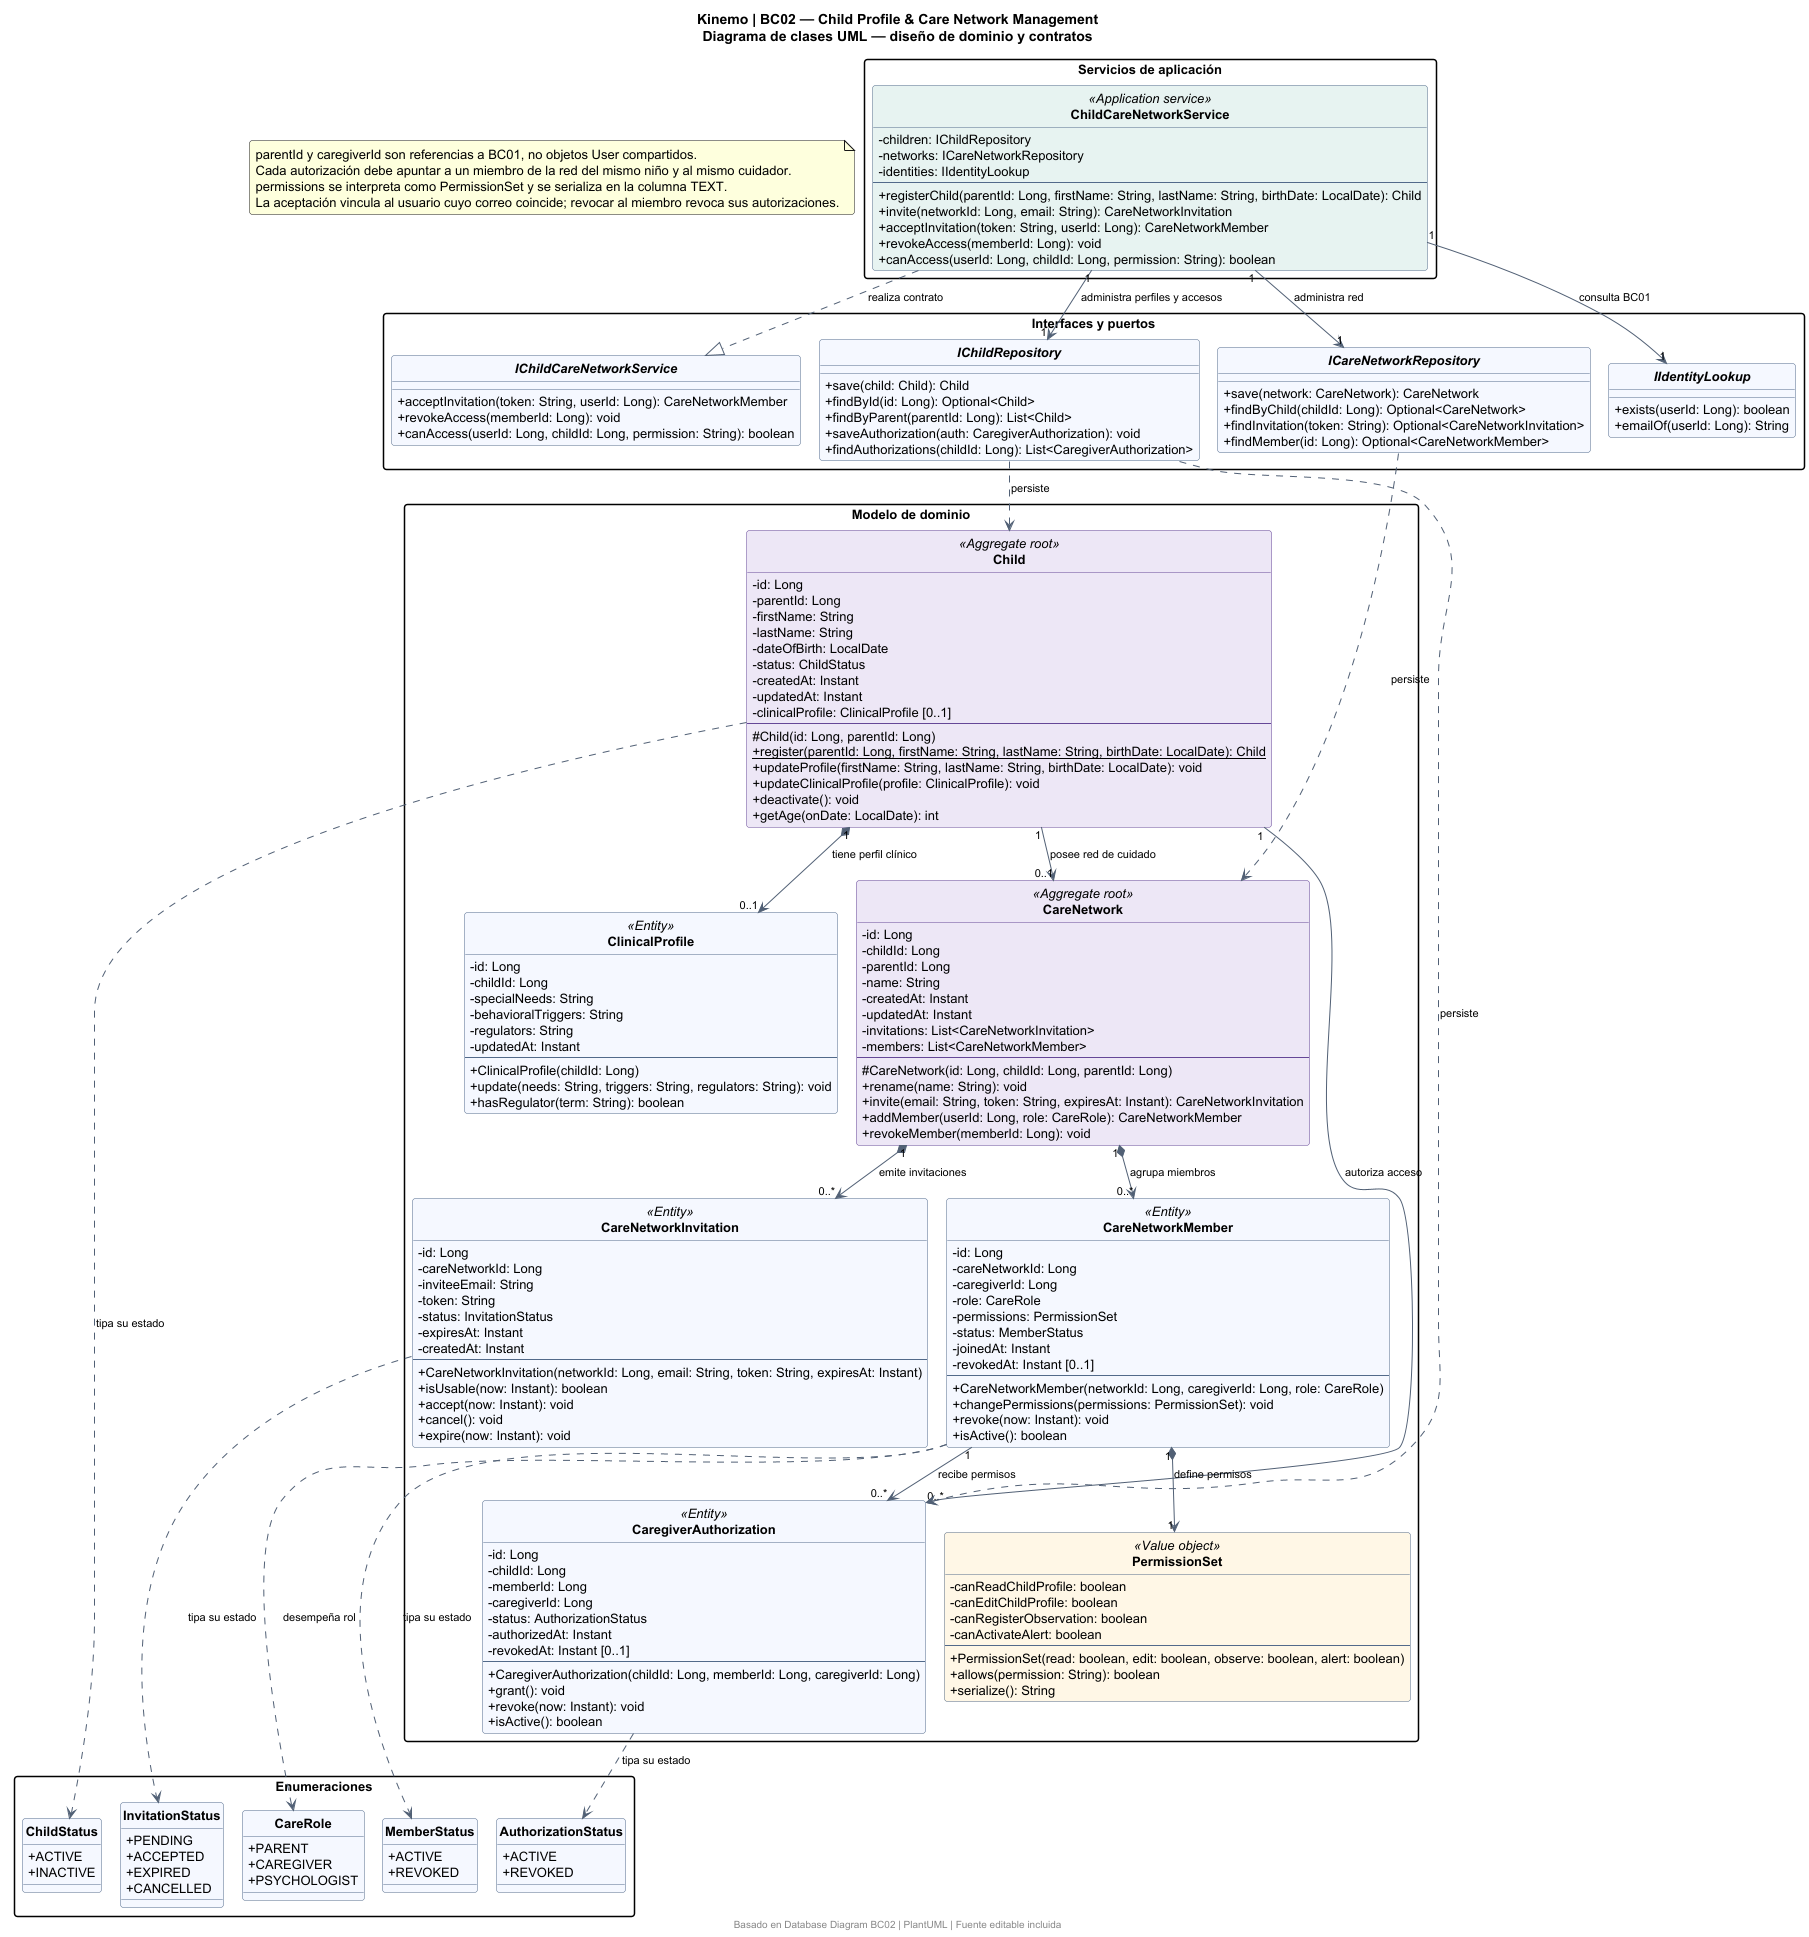 Kinemo | BC02 — Child Profile & Care Network Management
Diagrama de clases UML — diseño de dominio y contratos
Servicios de aplicación
«Application service»
ChildCareNetworkService
-children: IChildRepository
-networks: ICareNetworkRepository
-identities: IIdentityLookup
+registerChild(parentId: Long, firstName: String, lastName: String, birthDate: LocalDate): Child
+invite(networkId: Long, email: String): CareNetworkInvitation
+acceptInvitation(token: String, userId: Long): CareNetworkMember
+revokeAccess(memberId: Long): void
+canAccess(userId: Long, childId: Long, permission: String): boolean
parentId y caregiverId son referencias a BC01, no objetos User compartidos.
Cada autorización debe apuntar a un miembro de la red del mismo niño y al mismo cuidador.
permissions se interpreta como PermissionSet y se serializa en la columna TEXT.
La aceptación vincula al usuario cuyo correo coincide; revocar al miembro revoca sus autorizaciones.
1
1
1
realiza contrato
administra perfiles y accesos
administra red
consulta BC01
Interfaces y puertos
1
1
1
IChildCareNetworkService
+acceptInvitation(token: String, userId: Long): CareNetworkMember
+revokeAccess(memberId: Long): void
+canAccess(userId: Long, childId: Long, permission: String): boolean
IChildRepository
+save(child: Child): Child
+findById(id: Long): Optional<Child>
+findByParent(parentId: Long): List<Child>
+saveAuthorization(auth: CaregiverAuthorization): void
+findAuthorizations(childId: Long): List<CaregiverAuthorization>
ICareNetworkRepository
+save(network: CareNetwork): CareNetwork
+findByChild(childId: Long): Optional<CareNetwork>
+findInvitation(token: String): Optional<CareNetworkInvitation>
+findMember(id: Long): Optional<CareNetworkMember>
IIdentityLookup
+exists(userId: Long): boolean
+emailOf(userId: Long): String
persiste
Modelo de dominio
«Aggregate root»
Child
-id: Long
-parentId: Long
-firstName: String
-lastName: String
-dateOfBirth: LocalDate
-status: ChildStatus
-createdAt: Instant
-updatedAt: Instant
-clinicalProfile: ClinicalProfile [0..1]
#Child(id: Long, parentId: Long)
+register(parentId: Long, firstName: String, lastName: String, birthDate: LocalDate): Child
+updateProfile(firstName: String, lastName: String, birthDate: LocalDate): void
+updateClinicalProfile(profile: ClinicalProfile): void
+deactivate(): void
+getAge(onDate: LocalDate): int
persiste
1
1
1
tiene perfil clínico
posee red de cuidado
0..1
0..1
«Entity»
ClinicalProfile
-id: Long
-childId: Long
-specialNeeds: String
-behavioralTriggers: String
-regulators: String
-updatedAt: Instant
+ClinicalProfile(childId: Long)
+update(needs: String, triggers: String, regulators: String): void
+hasRegulator(term: String): boolean
«Aggregate root»
CareNetwork
-id: Long
-childId: Long
-parentId: Long
-name: String
-createdAt: Instant
-updatedAt: Instant
-invitations: List<CareNetworkInvitation>
-members: List<CareNetworkMember>
#CareNetwork(id: Long, childId: Long, parentId: Long)
+rename(name: String): void
+invite(email: String, token: String, expiresAt: Instant): CareNetworkInvitation
+addMember(userId: Long, role: CareRole): CareNetworkMember
+revokeMember(memberId: Long): void
persiste
1
1
emite invitaciones
agrupa miembros
autoriza acceso
0..*
0..*
«Entity»
CareNetworkInvitation
-id: Long
-careNetworkId: Long
-inviteeEmail: String
-token: String
-status: InvitationStatus
-expiresAt: Instant
-createdAt: Instant
+CareNetworkInvitation(networkId: Long, email: String, token: String, expiresAt: Instant)
+isUsable(now: Instant): boolean
+accept(now: Instant): void
+cancel(): void
+expire(now: Instant): void
«Entity»
CareNetworkMember
-id: Long
-careNetworkId: Long
-caregiverId: Long
-role: CareRole
-permissions: PermissionSet
-status: MemberStatus
-joinedAt: Instant
-revokedAt: Instant [0..1]
+CareNetworkMember(networkId: Long, caregiverId: Long, role: CareRole)
+changePermissions(permissions: PermissionSet): void
+revoke(now: Instant): void
+isActive(): boolean
tipa su estado
1
1
recibe permisos
define permisos
0..*
0..*
1
«Entity»
CaregiverAuthorization
-id: Long
-childId: Long
-memberId: Long
-caregiverId: Long
-status: AuthorizationStatus
-authorizedAt: Instant
-revokedAt: Instant [0..1]
+CaregiverAuthorization(childId: Long, memberId: Long, caregiverId: Long)
+grant(): void
+revoke(now: Instant): void
+isActive(): boolean
«Value object»
PermissionSet
-canReadChildProfile: boolean
-canEditChildProfile: boolean
-canRegisterObservation: boolean
-canActivateAlert: boolean
+PermissionSet(read: boolean, edit: boolean, observe: boolean, alert: boolean)
+allows(permission: String): boolean
+serialize(): String
tipa su estado
desempeña rol
tipa su estado
tipa su estado
Enumeraciones
ChildStatus
+ACTIVE
+INACTIVE
InvitationStatus
+PENDING
+ACCEPTED
+EXPIRED
+CANCELLED
CareRole
+PARENT
+CAREGIVER
+PSYCHOLOGIST
MemberStatus
+ACTIVE
+REVOKED
AuthorizationStatus
+ACTIVE
+REVOKED
Basado en Database Diagram BC02 | PlantUML | Fuente editable incluida